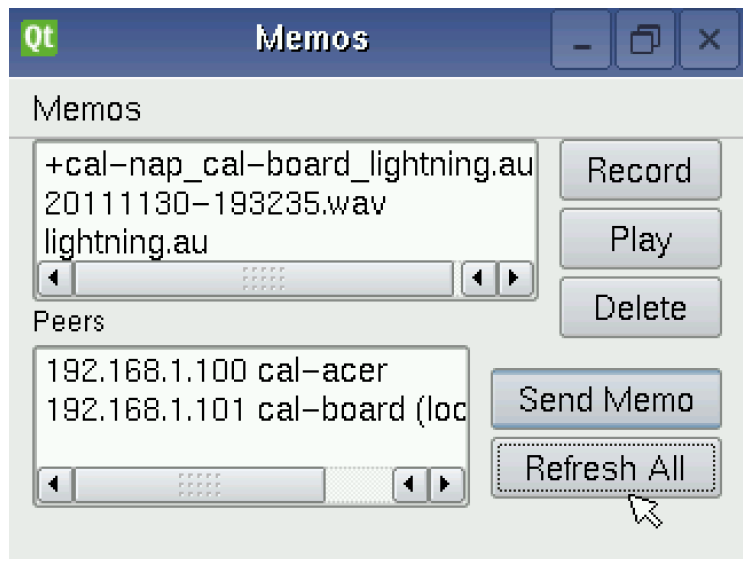 Qt
Memos
Memos
+cal-nap_cal-board_lightning.au
20111130-193235.wav
lightning.au
Record
Play
Delete
Peers
192.168.1.100 cal-acer
192.168.1.101 cal-board (loc
Send Memo
Refresh All